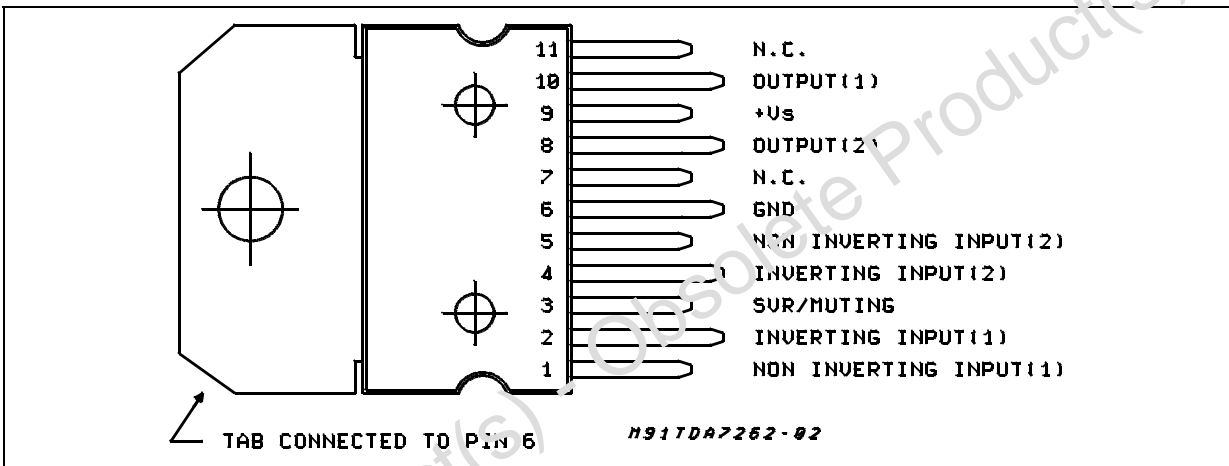 11 N.C.
10 OUTPUT(1)
9 +Vs
8 OUTPUT(2)
7 N.C.
6 GND
5 NON INVERTING INPUT(2)
4 INVERTING INPUT(2)
3 SVR/MUTING
2 INVERTING INPUT(1)
1 NON INVERTING INPUT(1)
TAB CONNECTED TO PIN 6
M91TDA7262-02
Obsolete Product(s)